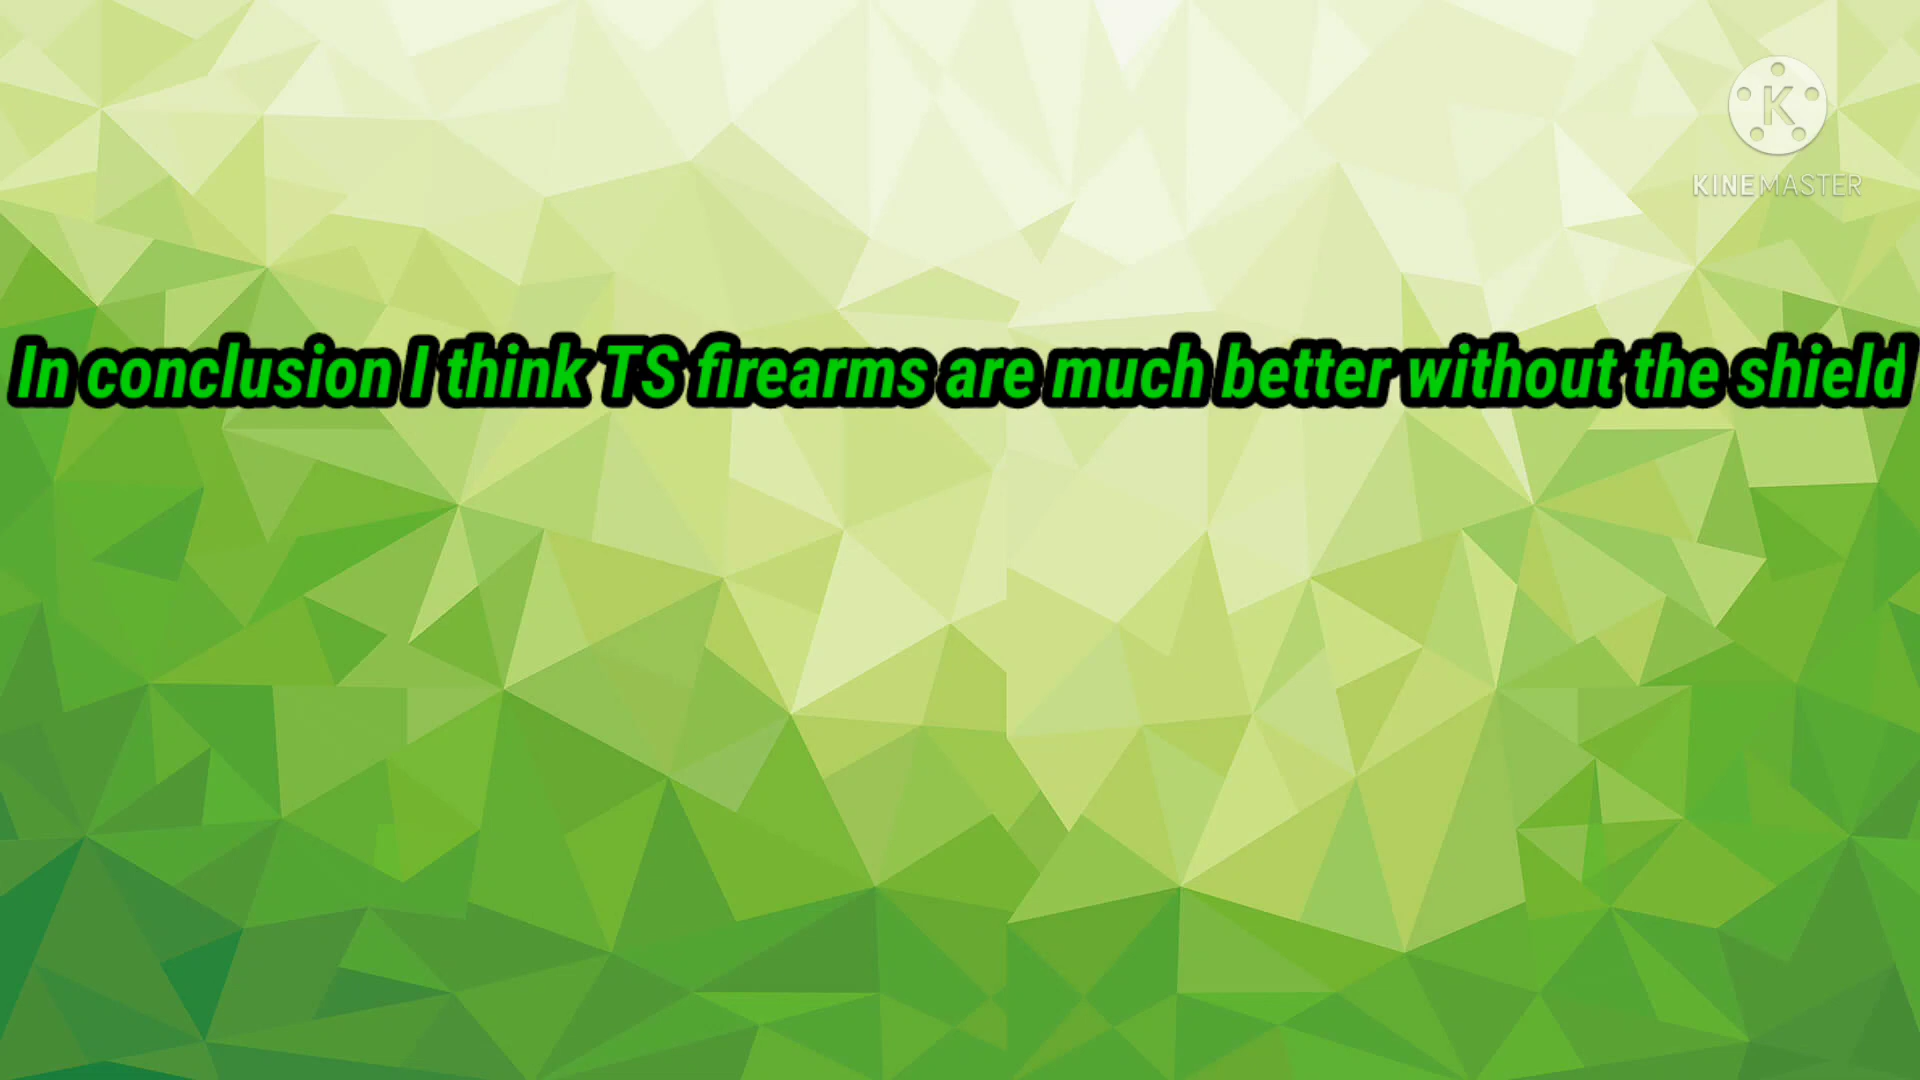 K
KINEMASTER
In conclusion I think TS firearms are much better without the shield